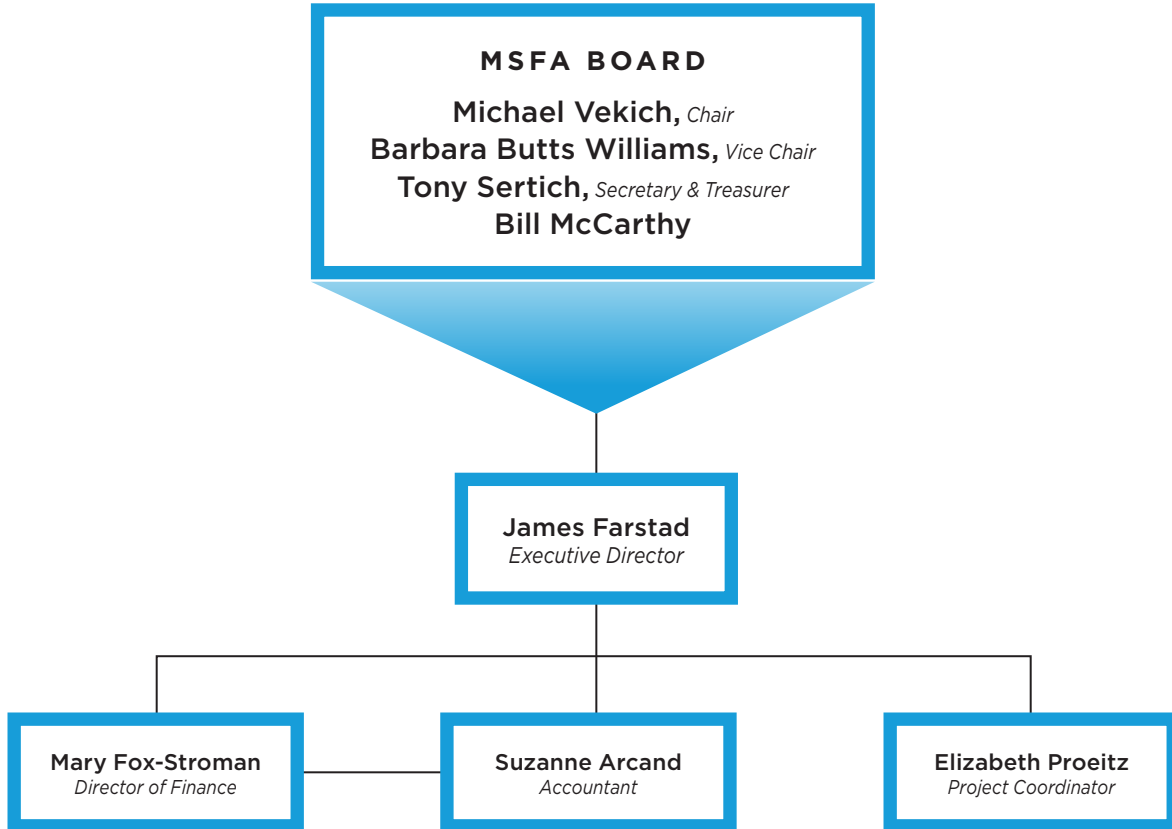 MSFA BOARD
Michael Vekich, Chair
Barbara Butts Williams, Vice Chair
Tony Sertich, Secretary & Treasurer
Bill McCarthy
James Farstad
Executive Director
Mary Fox-Stroman
Director of Finance
Suzanne Arcand
Accountant
Elizabeth Proeitz
Project Coordinator